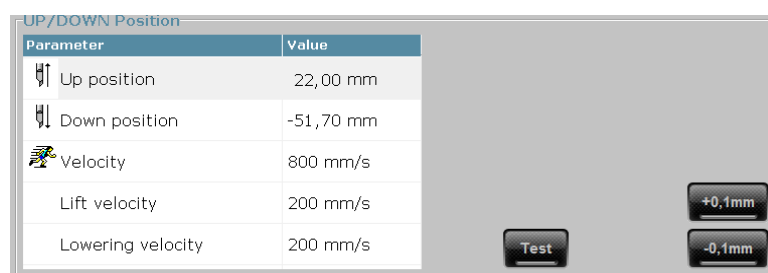 UP/DOWN Position
Parameter Value
Up position 22,00 mm
Down position -51,70 mm
Velocity 800 mm/s
Lift velocity 200 mm/s
+0,1mm
Lowering velocity 200 mm/s
Test
-0,1mm